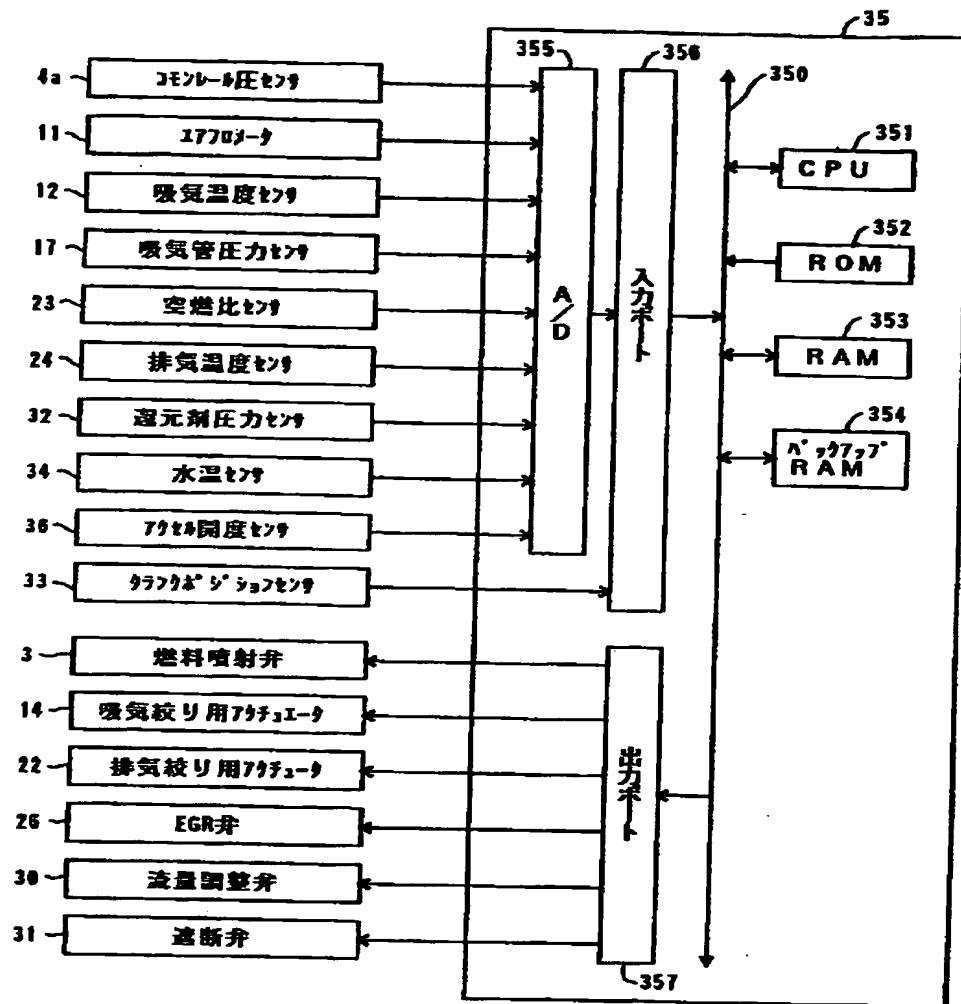 35
355
356
350
4a コモンレール圧センサ
11 エアフロメータ
12 吸気温度センサ
17 吸気管圧力センサ
23 空燃比センサ
24 排気温度センサ
32 還元剤圧力センサ
34 水温センサ
36 アクセル開度センサ
33 クランクポジションセンサ
A/D
入力ポート
351
CPU
352
ROM
353
RAM
354
バックアップ
RAM
3 燃料噴射弁
14 吸気絞り用アクチュエータ
22 排気絞り用アクチュータ
26 EGR弁
30 流量調整弁
31 遮断弁
出力ポート
357